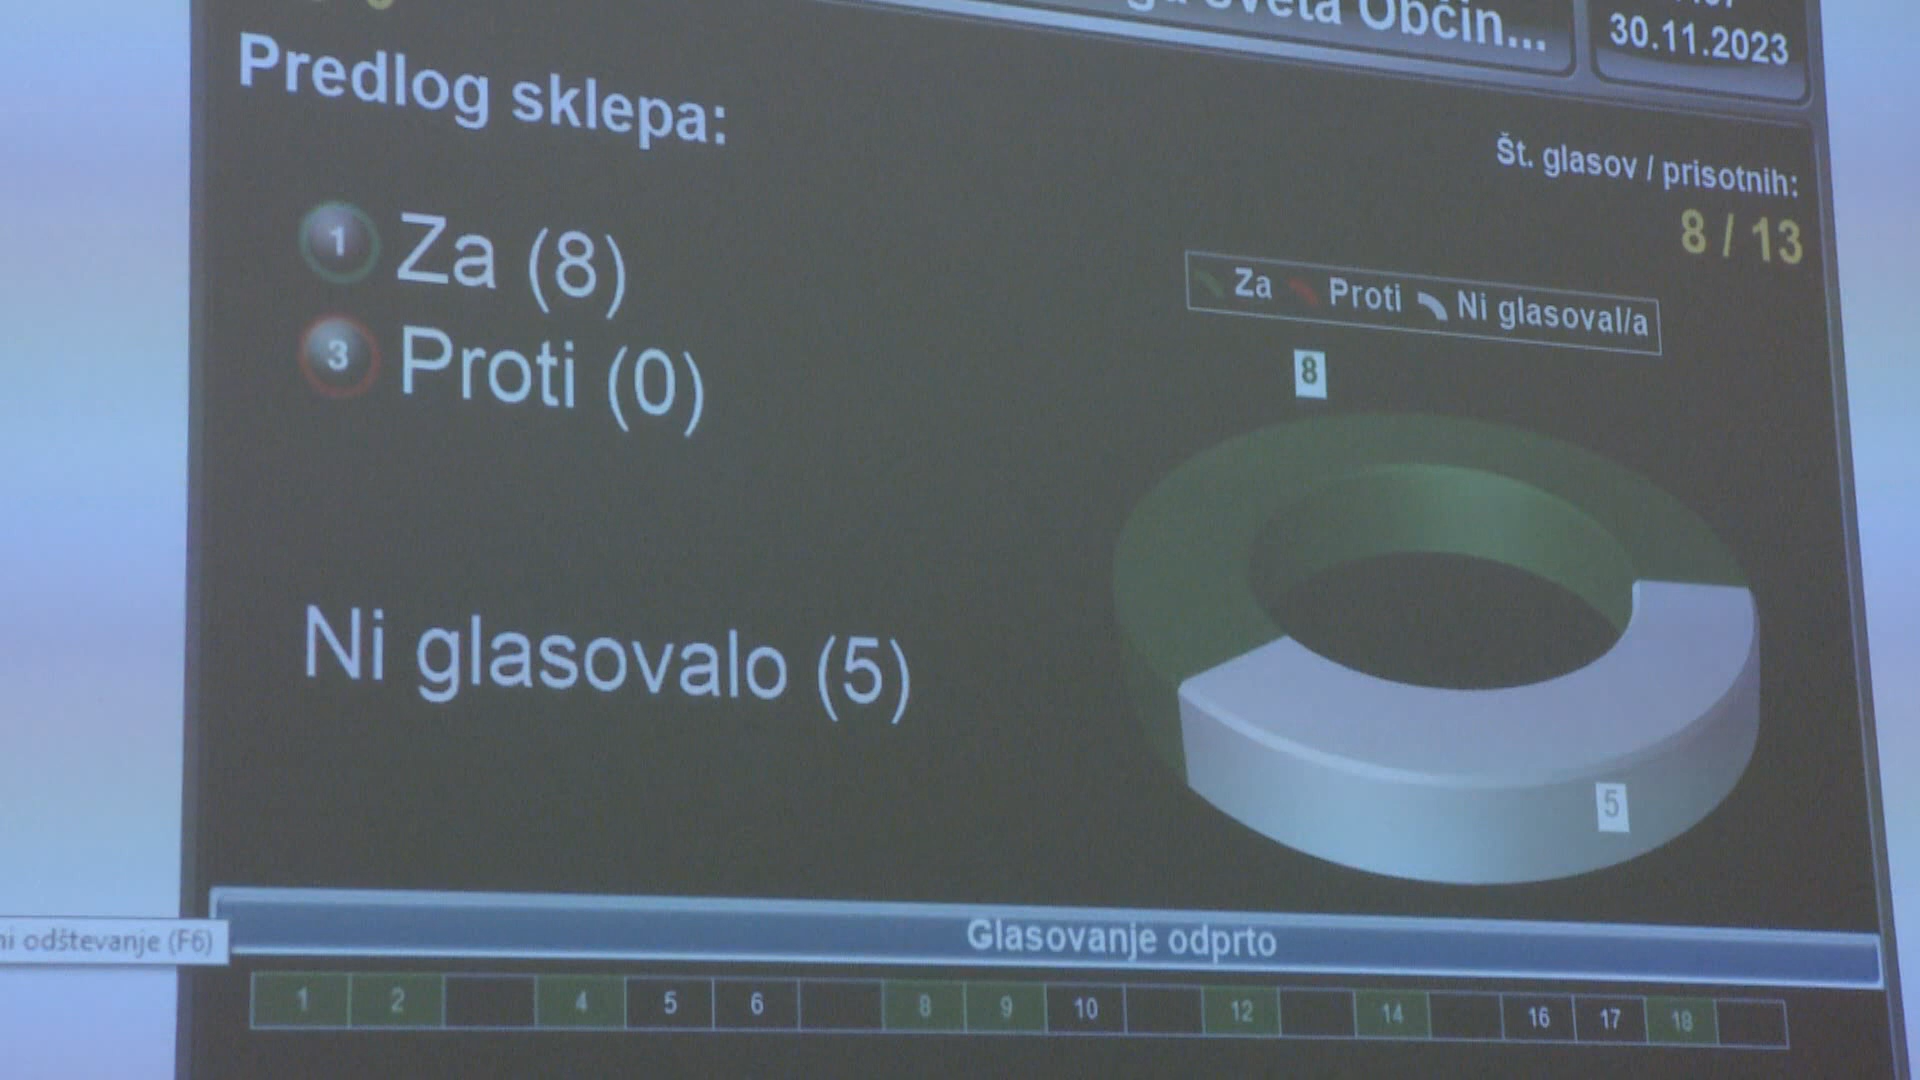 sveta Občin...
30.11.2023
Predlog sklepa:
Št. glasov / prisotnih:
8 / 13
1 Za (8)
3 Proti (0)
Za Proti Ni glasoval/a
8
Ni glasovalo (5)
5
Glasovanje odprto
odštevanje (F6)
1 2 4 5 6 8 9 10 12 14 16 17 18